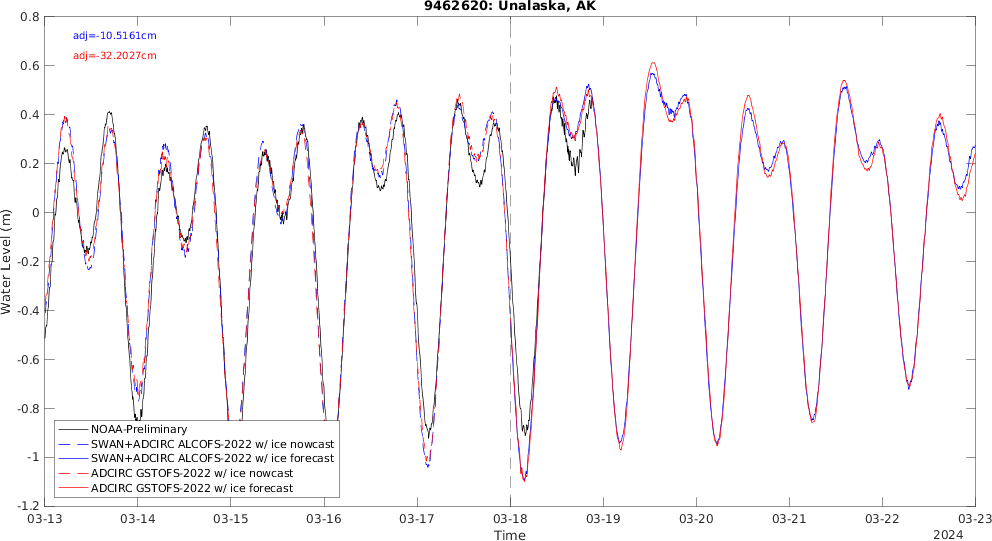 9462620: Unalaska, AK
adj=-10.5161cm
adj=-32.2027cm
Water Level (m)
0.8
0.6
0.4
0.2
0
-0.2
-0.4
-0.6
-0.8
-1
-1.2
NOAA-Preliminary
SWAN+ADCIRC ALCOFS-2022 w/ ice nowcast
SWAN+ADCIRC ALCOFS-2022 w/ ice forecast
ADCIRC GSTOFS-2022 w/ ice nowcast
ADCIRC GSTOFS-2022 w/ ice forecast
03-13 03-14 03-15 03-16 03-17 03-18 03-19 03-20 03-21 03-22 03-23
Time
2024